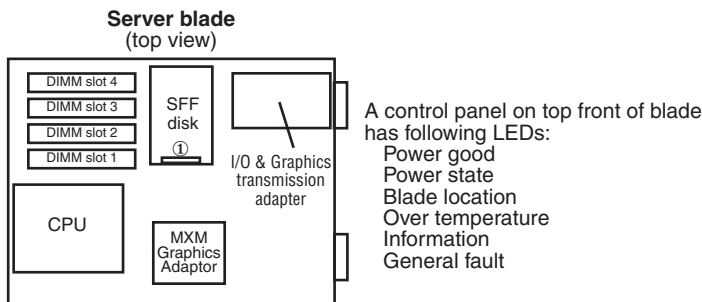 Server blade
(top view)
DIMM slot 4
DIMM slot 3
DIMM slot 2
DIMM slot 1
SFF
disk
①
I/O & Graphics
transmission
adapter
CPU
MXM
Graphics
Adaptor
A control panel on top front of blade
has following LEDs:
Power good
Power state
Blade location
Over temperature
Information
General fault